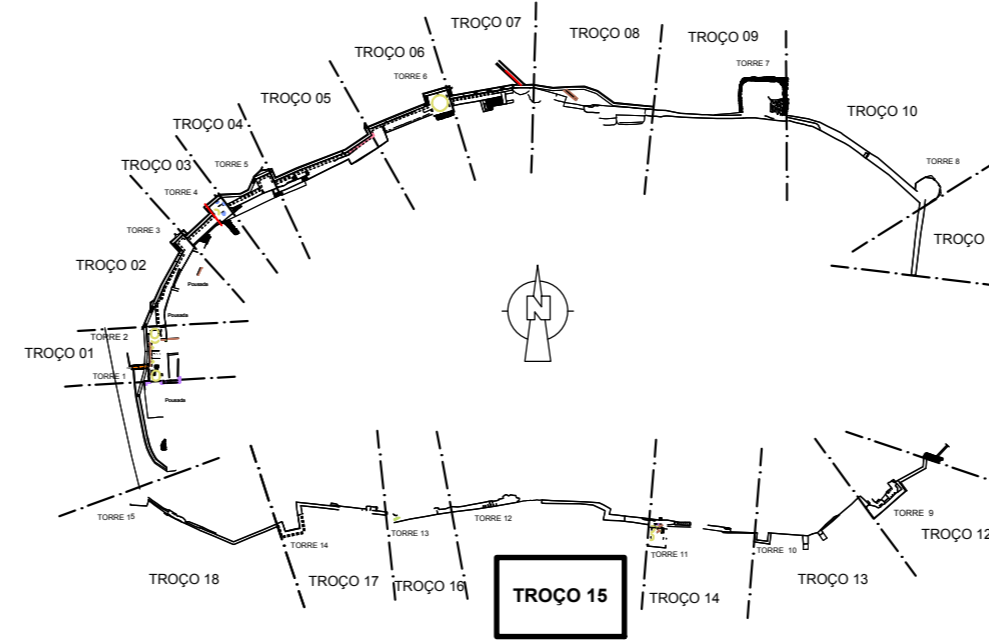 TROÇO 07
TROÇO 08
TROÇO 09
TROÇO 06
TORRE 7
TORRE 6
TROÇO 05
TROÇO 10
TROÇO 04
TROÇO 03
TORRE 5
TORRE 8
TORRE 4
TORRE 3
TROÇO
TROÇO 02
Pousada
N
Pousada
TORRE 2
TROÇO 01
TORRE 1
Pousada
TORRE 15
TORRE 14
TORRE 13
TORRE 12
TORRE 11
TORRE 10
TORRE 9
TROÇO 12
TROÇO 18
TROÇO 17
TROÇO 16
TROÇO 15
TROÇO 14
TROÇO 13